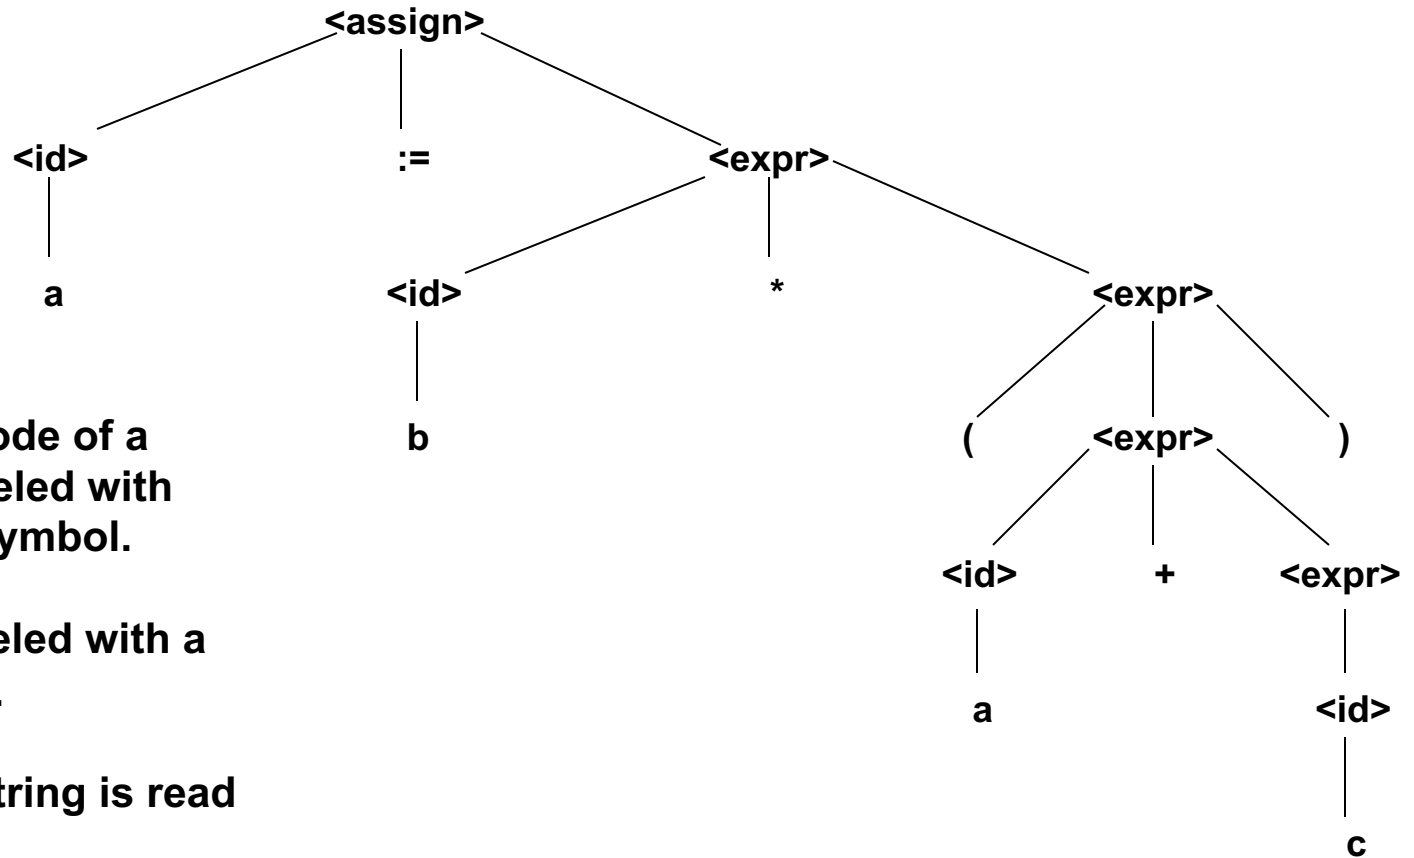 <assign>
<id> := <expr>
a <id> * <expr>
ode of a b ( <expr> )
eled with
ymbol.
<id> + <expr>
eled with a
.
a <id>
tring is read
c